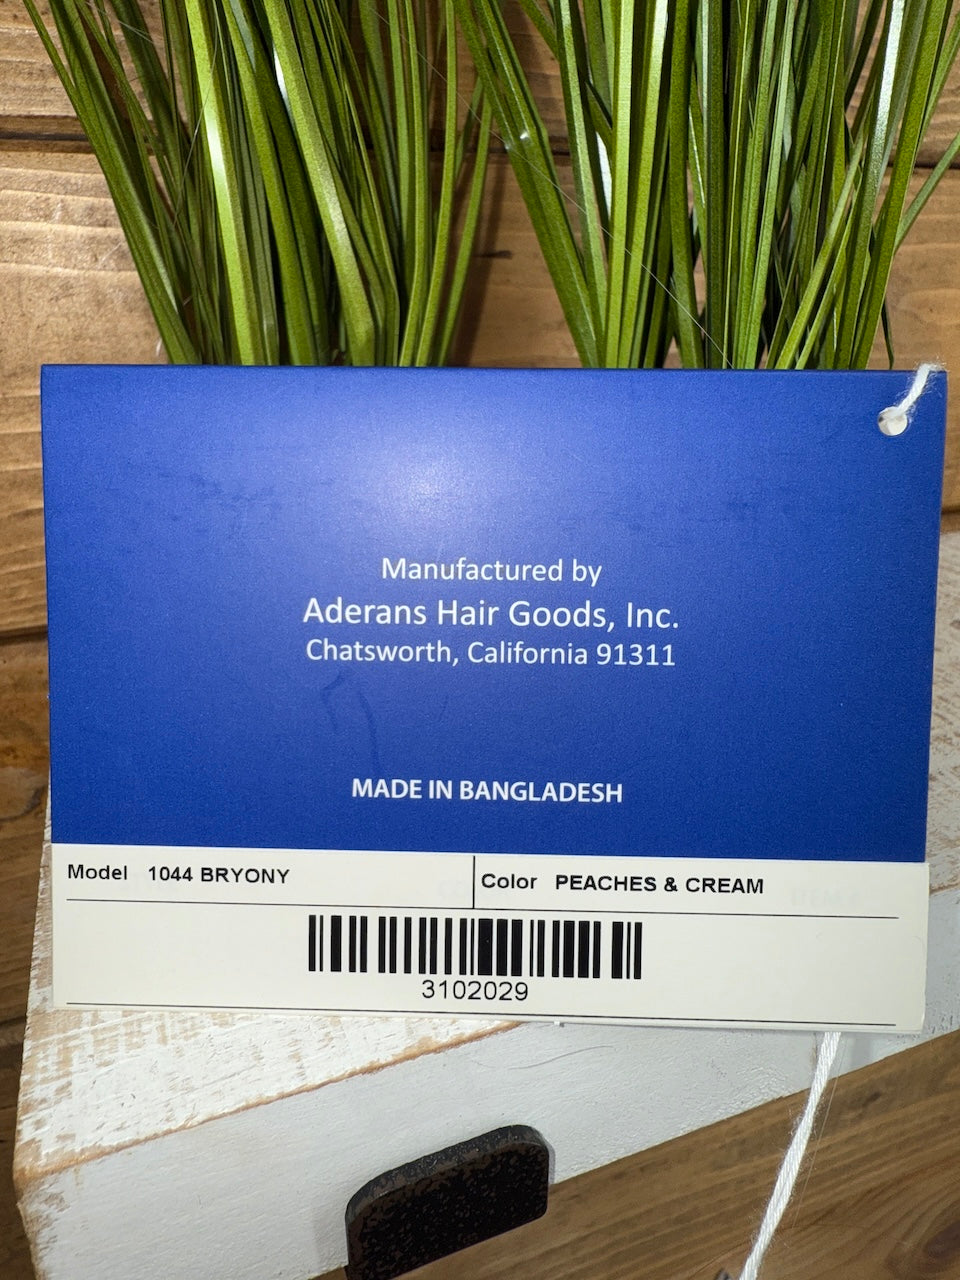 Manufactured by
Aderans Hair Goods, Inc.
Chatsworth, California 91311
MADE IN BANGLADESH
Model 1044 BRYONY
Color PEACHES & CREAM
3102029